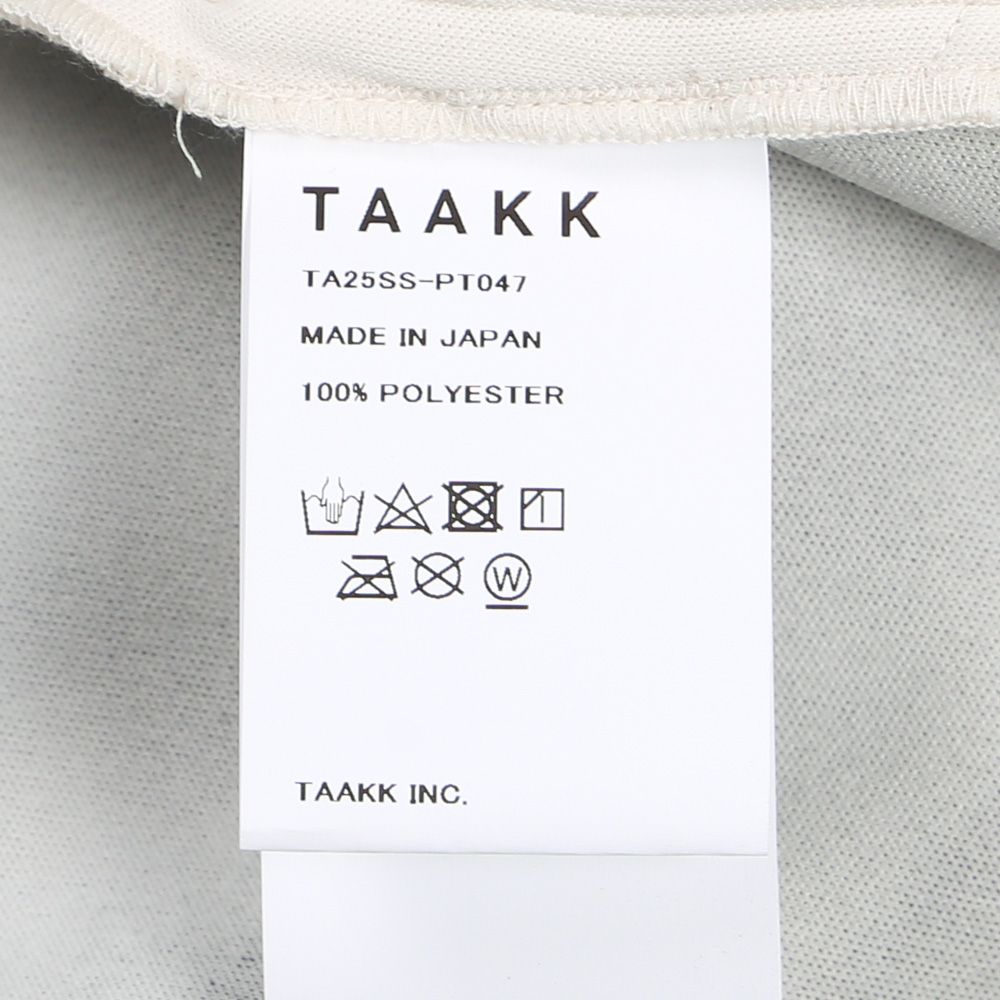 TAAKK
TA25SS-PT047
MADE IN JAPAN
100% POLYESTER
W
TAAKK INC.